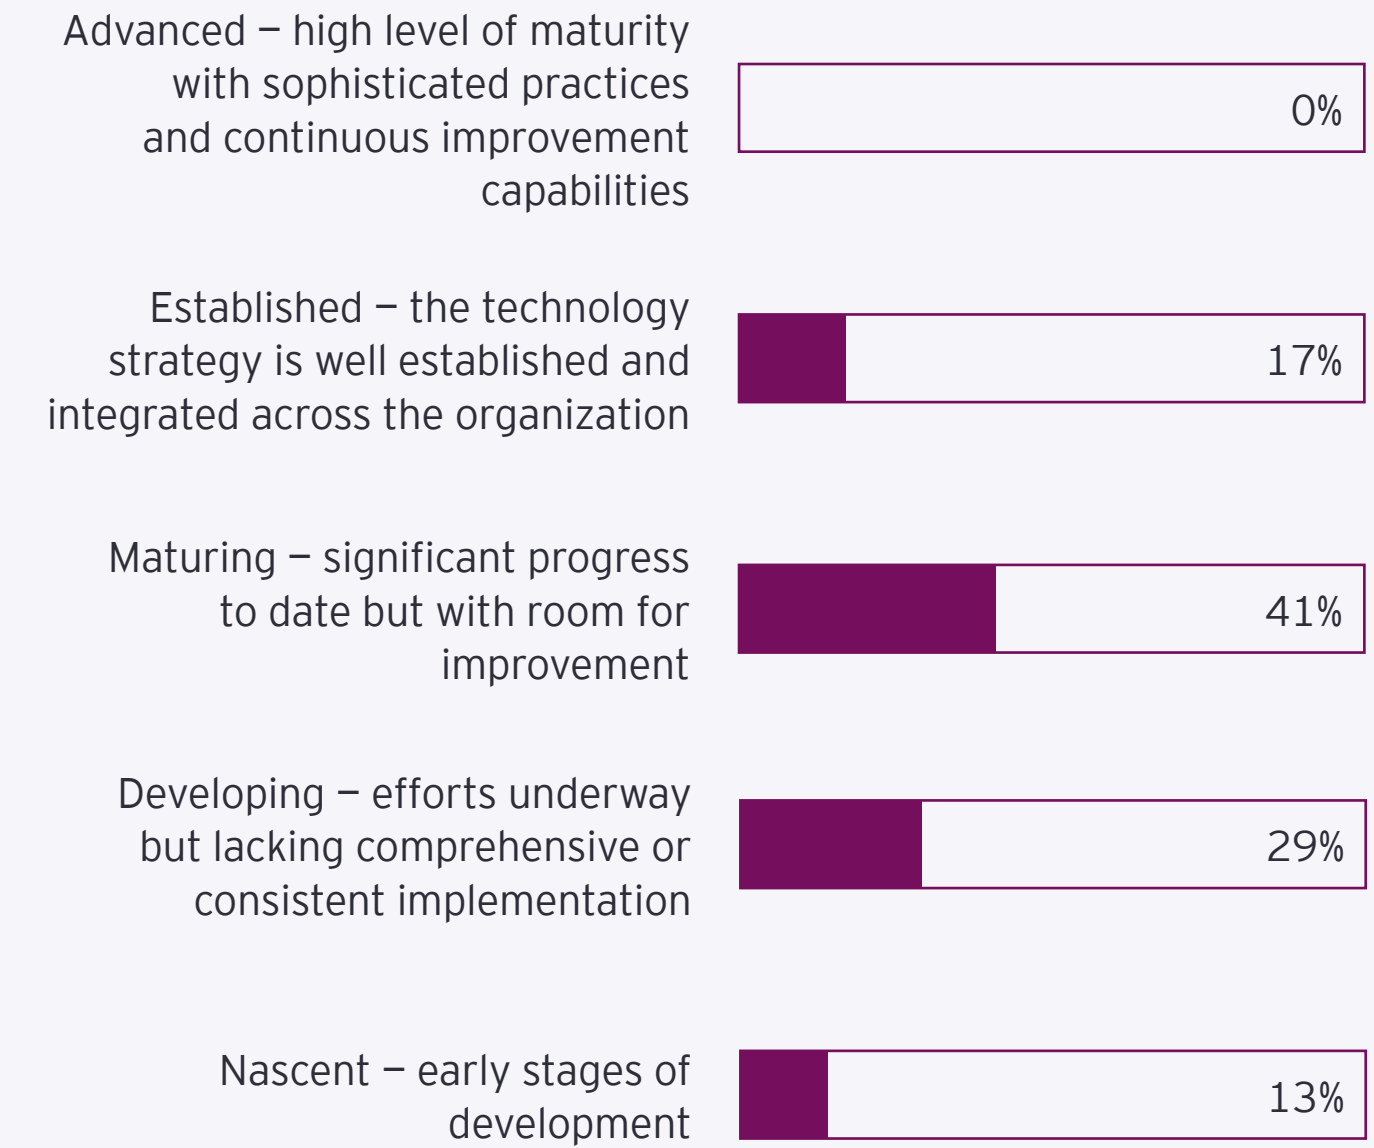 Advanced – high level of maturity
with sophisticated practices
and continuous improvement
capabilities
0%
Established – the technology
strategy is well established and
integrated across the organization
17%
Maturing – significant progress
to date but with room for
improvement
41%
Developing – efforts underway
but lacking comprehensive or
consistent implementation
29%
Nascent – early stages of
development
13%